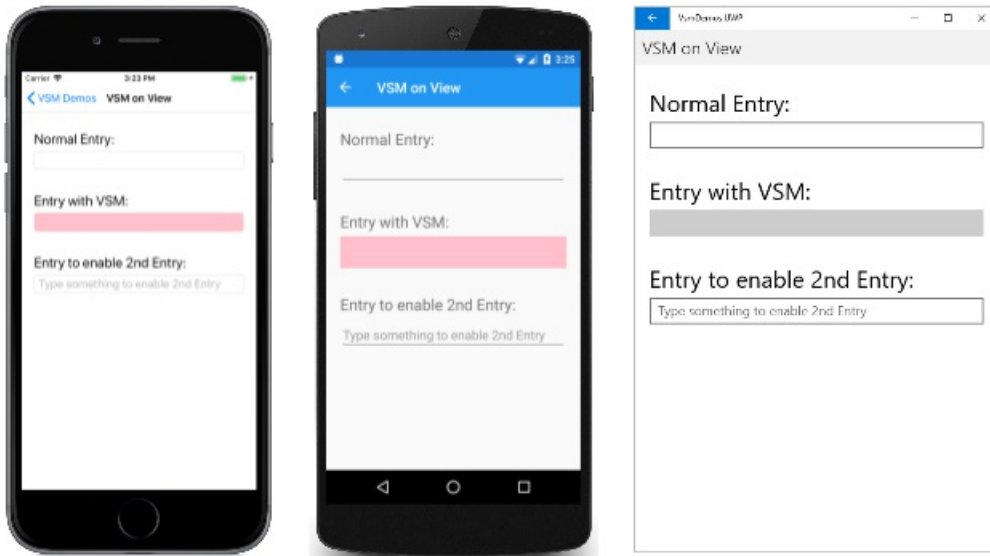 Carrier 3:23 PM
VSM Demos VSM on View
Normal Entry:
Entry with VSM:
Entry to enable 2nd Entry:
Type something to enable 2nd Entry
3:25
VSM on View
Normal Entry:
Entry with VSM:
Entry to enable 2nd Entry:
Type something to enable 2nd Entry
VsmDemos.UWP
VSM on View
Normal Entry:
Entry with VSM:
Entry to enable 2nd Entry:
Type something to enable 2nd Entry